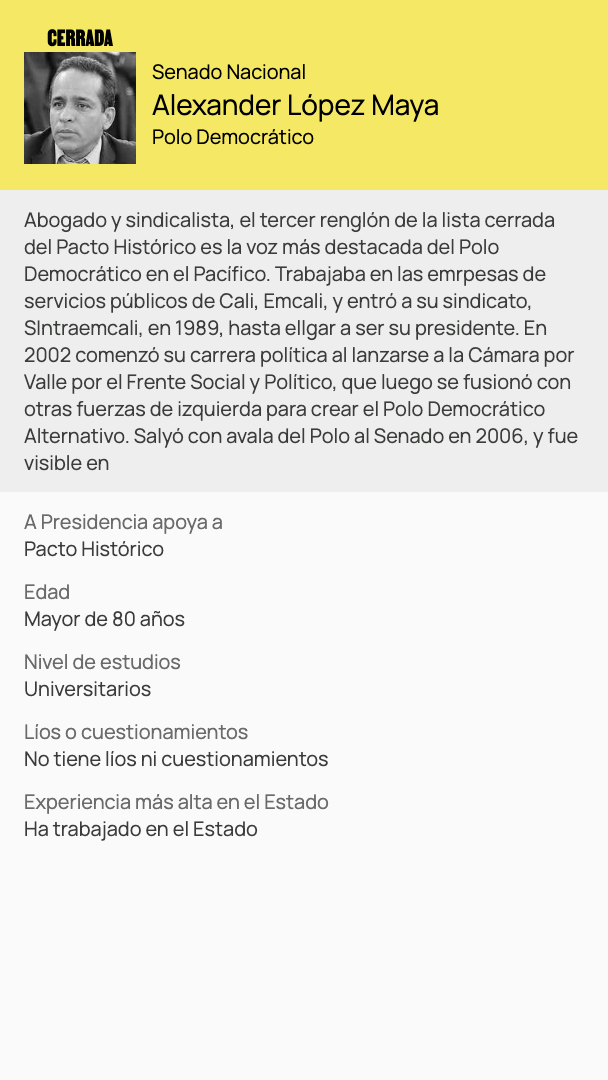 CERRADA
Senado Nacional
Alexander López Maya
Polo Democrático
Abogado y sindicalista, el tercer renglón de la lista cerrada
del Pacto Histórico es la voz más destacada del Polo
Democrático en el Pacífico. Trabajaba en las emrpesas de
servicios públicos de Cali, Emcali, y entró a su sindicato,
SIntraemcali, en 1989, hasta ellgar a ser su presidente. En
2002 comenzó su carrera política al lanzarse a la Cámara por
Valle por el Frente Social y Político, que luego se fusionó con
otras fuerzas de izquierda para crear el Polo Democrático
Alternativo. Salyó con avala del Polo al Senado en 2006, y fue
visible en
A Presidencia apoya a
Pacto Histórico
Edad
Mayor de 80 años
Nivel de estudios
Universitarios
Líos o cuestionamientos
No tiene líos ni cuestionamientos
Experiencia más alta en el Estado
Ha trabajado en el Estado